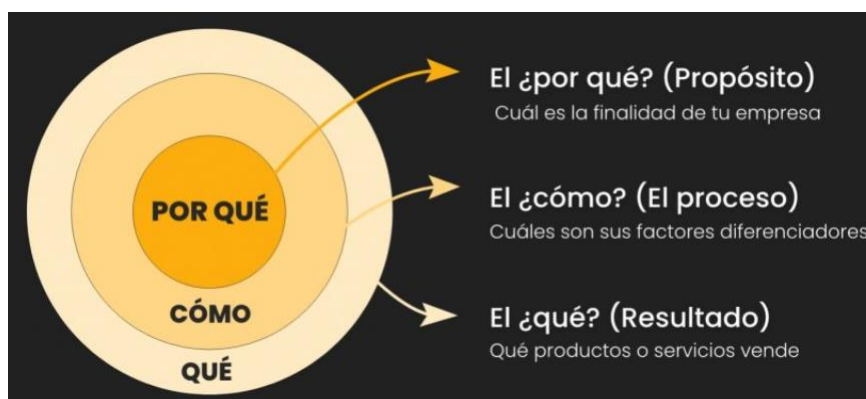 POR QUÉ
CÓMO
QUÉ
El ¿por qué? (Propósito)
Cuál es la finalidad de tu empresa
El ¿cómo? (El proceso)
Cuáles son sus factores diferenciadores
El ¿qué? (Resultado)
Qué productos o servicios vende